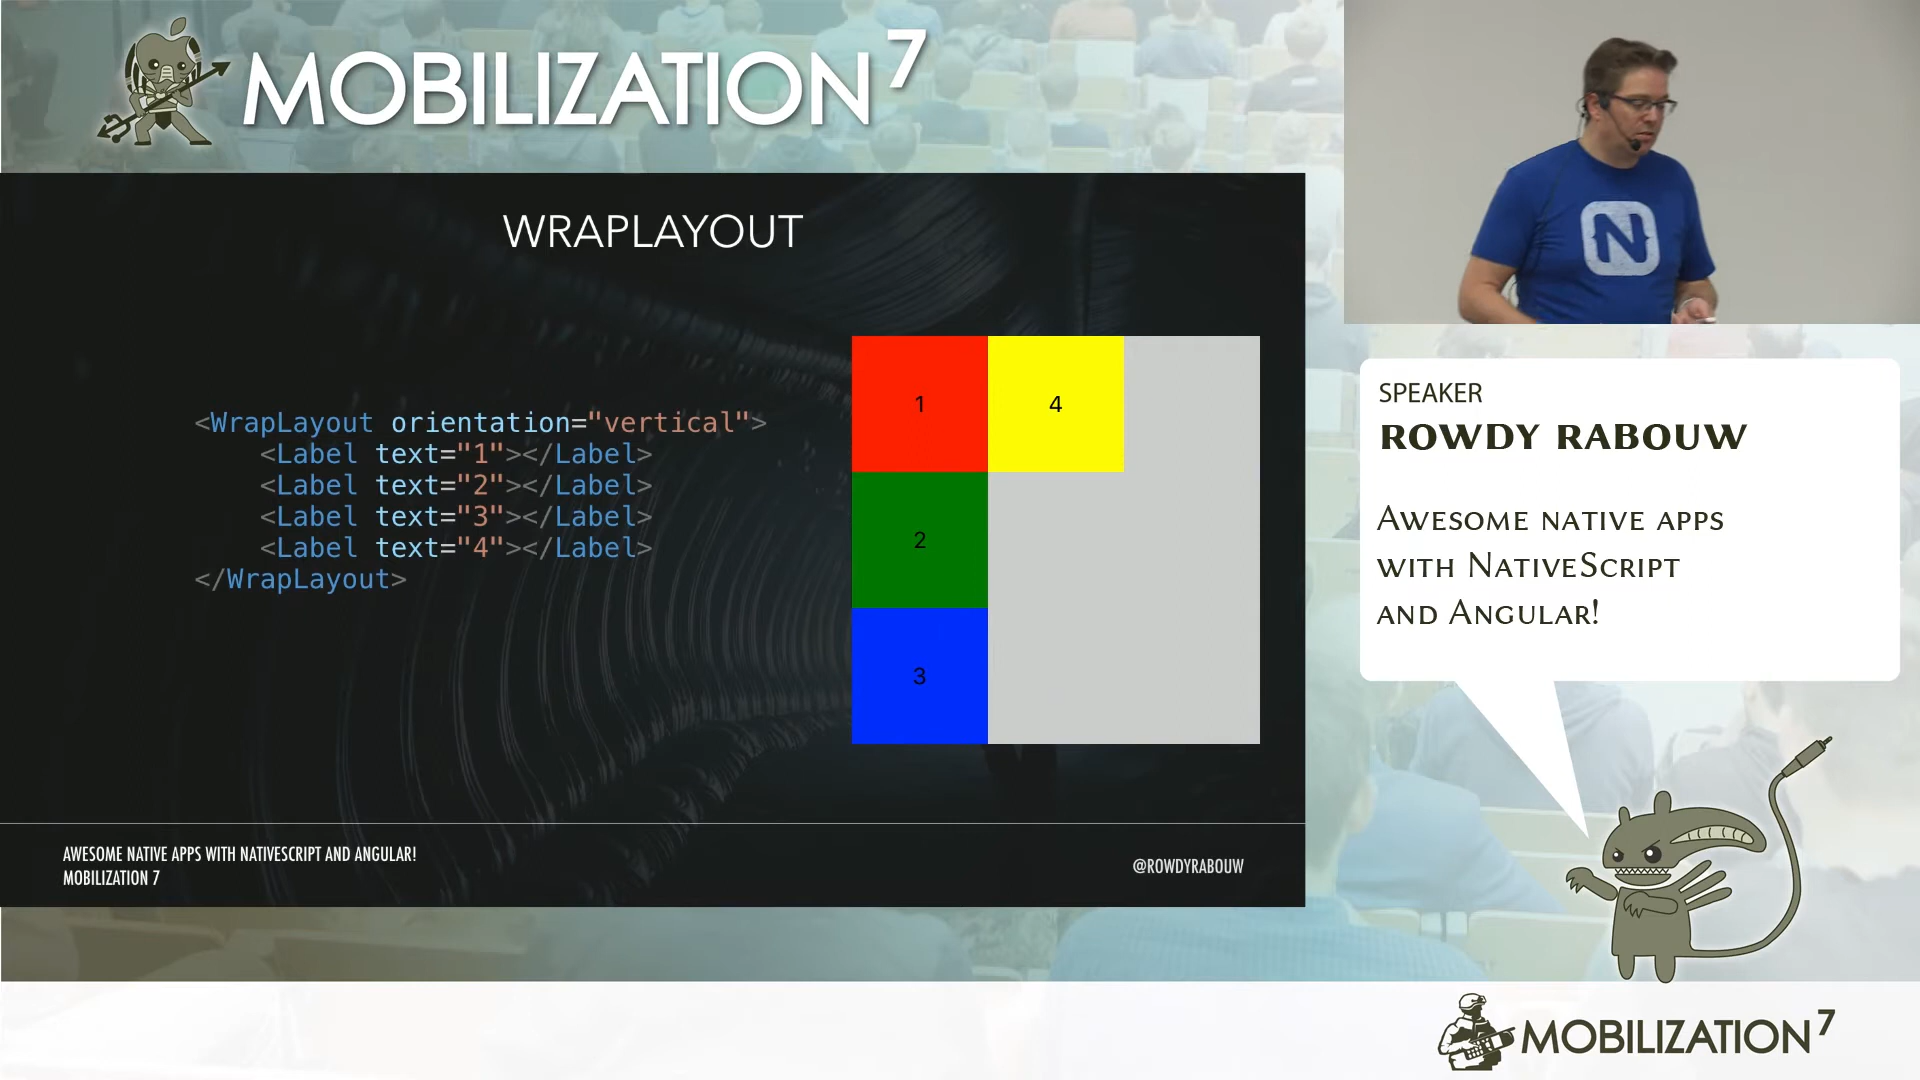 MOBILIZATION 7
WRAPLAYOUT
<WrapLayout orientation="vertical">
<Label text="1"></Label>
<Label text="2"></Label>
<Label text="3"></Label>
<Label text="4"></Label>
</WrapLayout>
1
4
2
3
AWESOME NATIVE APPS WITH NATIVESCRIPT AND ANGULAR!
MOBILIZATION 7
@ROWDYRABOUW
N
SPEAKER
ROWDY RABOUW
AWESOME NATIVE APPS
WITH NATIVESCRIPT
AND ANGULAR!
MOBILIZATION 7